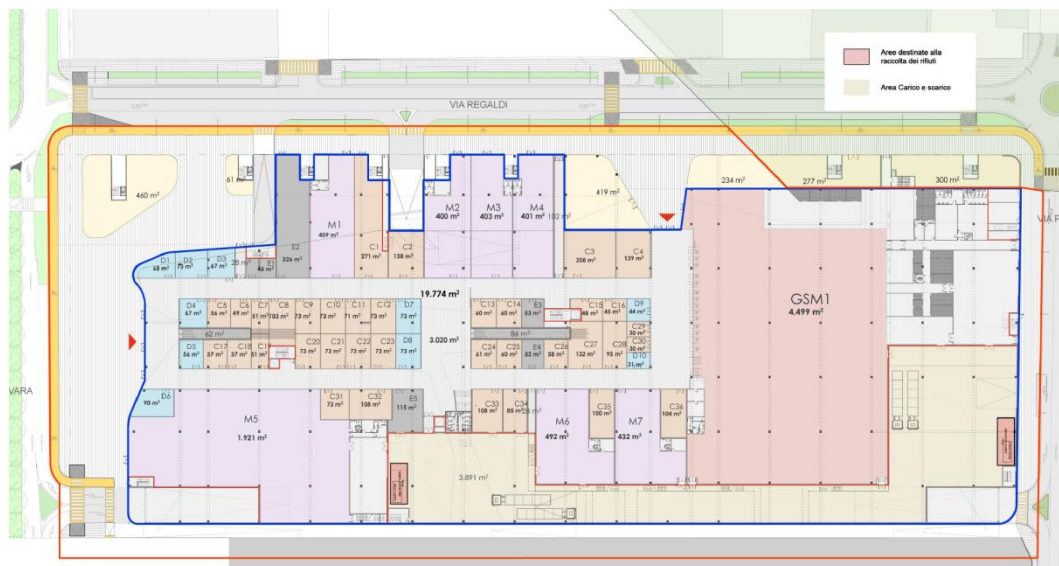 Aree destinate alla
raccolta dei rifiuti
Area Carico e scarico
VIA REGALDI
460 m²
61 m²
419 m²
234 m²
277 m²
300 m²
E2
326 m²
M1
409 m²
C1
271 m²
C2
138 m²
M2
400 m²
M3
403 m²
M4
401 m²
102 m²
C3
208 m²
C4
139 m²
D1
68 m²
D2
73 m²
D3
67 m²
28 m²
E1
46 m²
19.774 m²
GSM1
4.499 m²
D4
67 m²
C5
56 m²
C6
49 m²
C7
51 m²
C8
103 m²
C9
73 m²
C10
73 m²
C11
71 m²
C12
73 m²
D7
73 m²
C13
60 m²
C14
60 m²
E3
53 m²
C15
48 m²
C16
45 m²
D9
44 m²
62 m²
3.020 m²
86 m²
C29
30 m²
C30
30 m²
D5
56 m²
C17
57 m²
C18
57 m²
C19
51 m²
C20
73 m²
C21
73 m²
C22
73 m²
C23
73 m²
D8
73 m²
C24
61 m²
C25
60 m²
E4
52 m²
C26
58 m²
C27
132 m²
C28
95 m²
D10
31 m²
D6
90 m²
M5
1.921 m²
C31
73 m²
C32
108 m²
E5
115 m²
C33
108 m²
C34
85 m²
28 m²
M6
492 m²
C35
100 m²
M7
432 m²
C36
104 m²
3.891 m²
VARA
VIA P